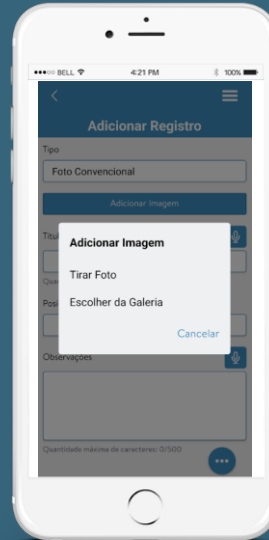 BELL
4:21 PM
100%
Adicionar Registro
Tipo
Foto Convencional
Adicionar Imagem
Adicionar Imagem
Tirar Foto
Escolher da Galeria
Cancelar
Observações
Quantidade máxima de caracteres: 0/500